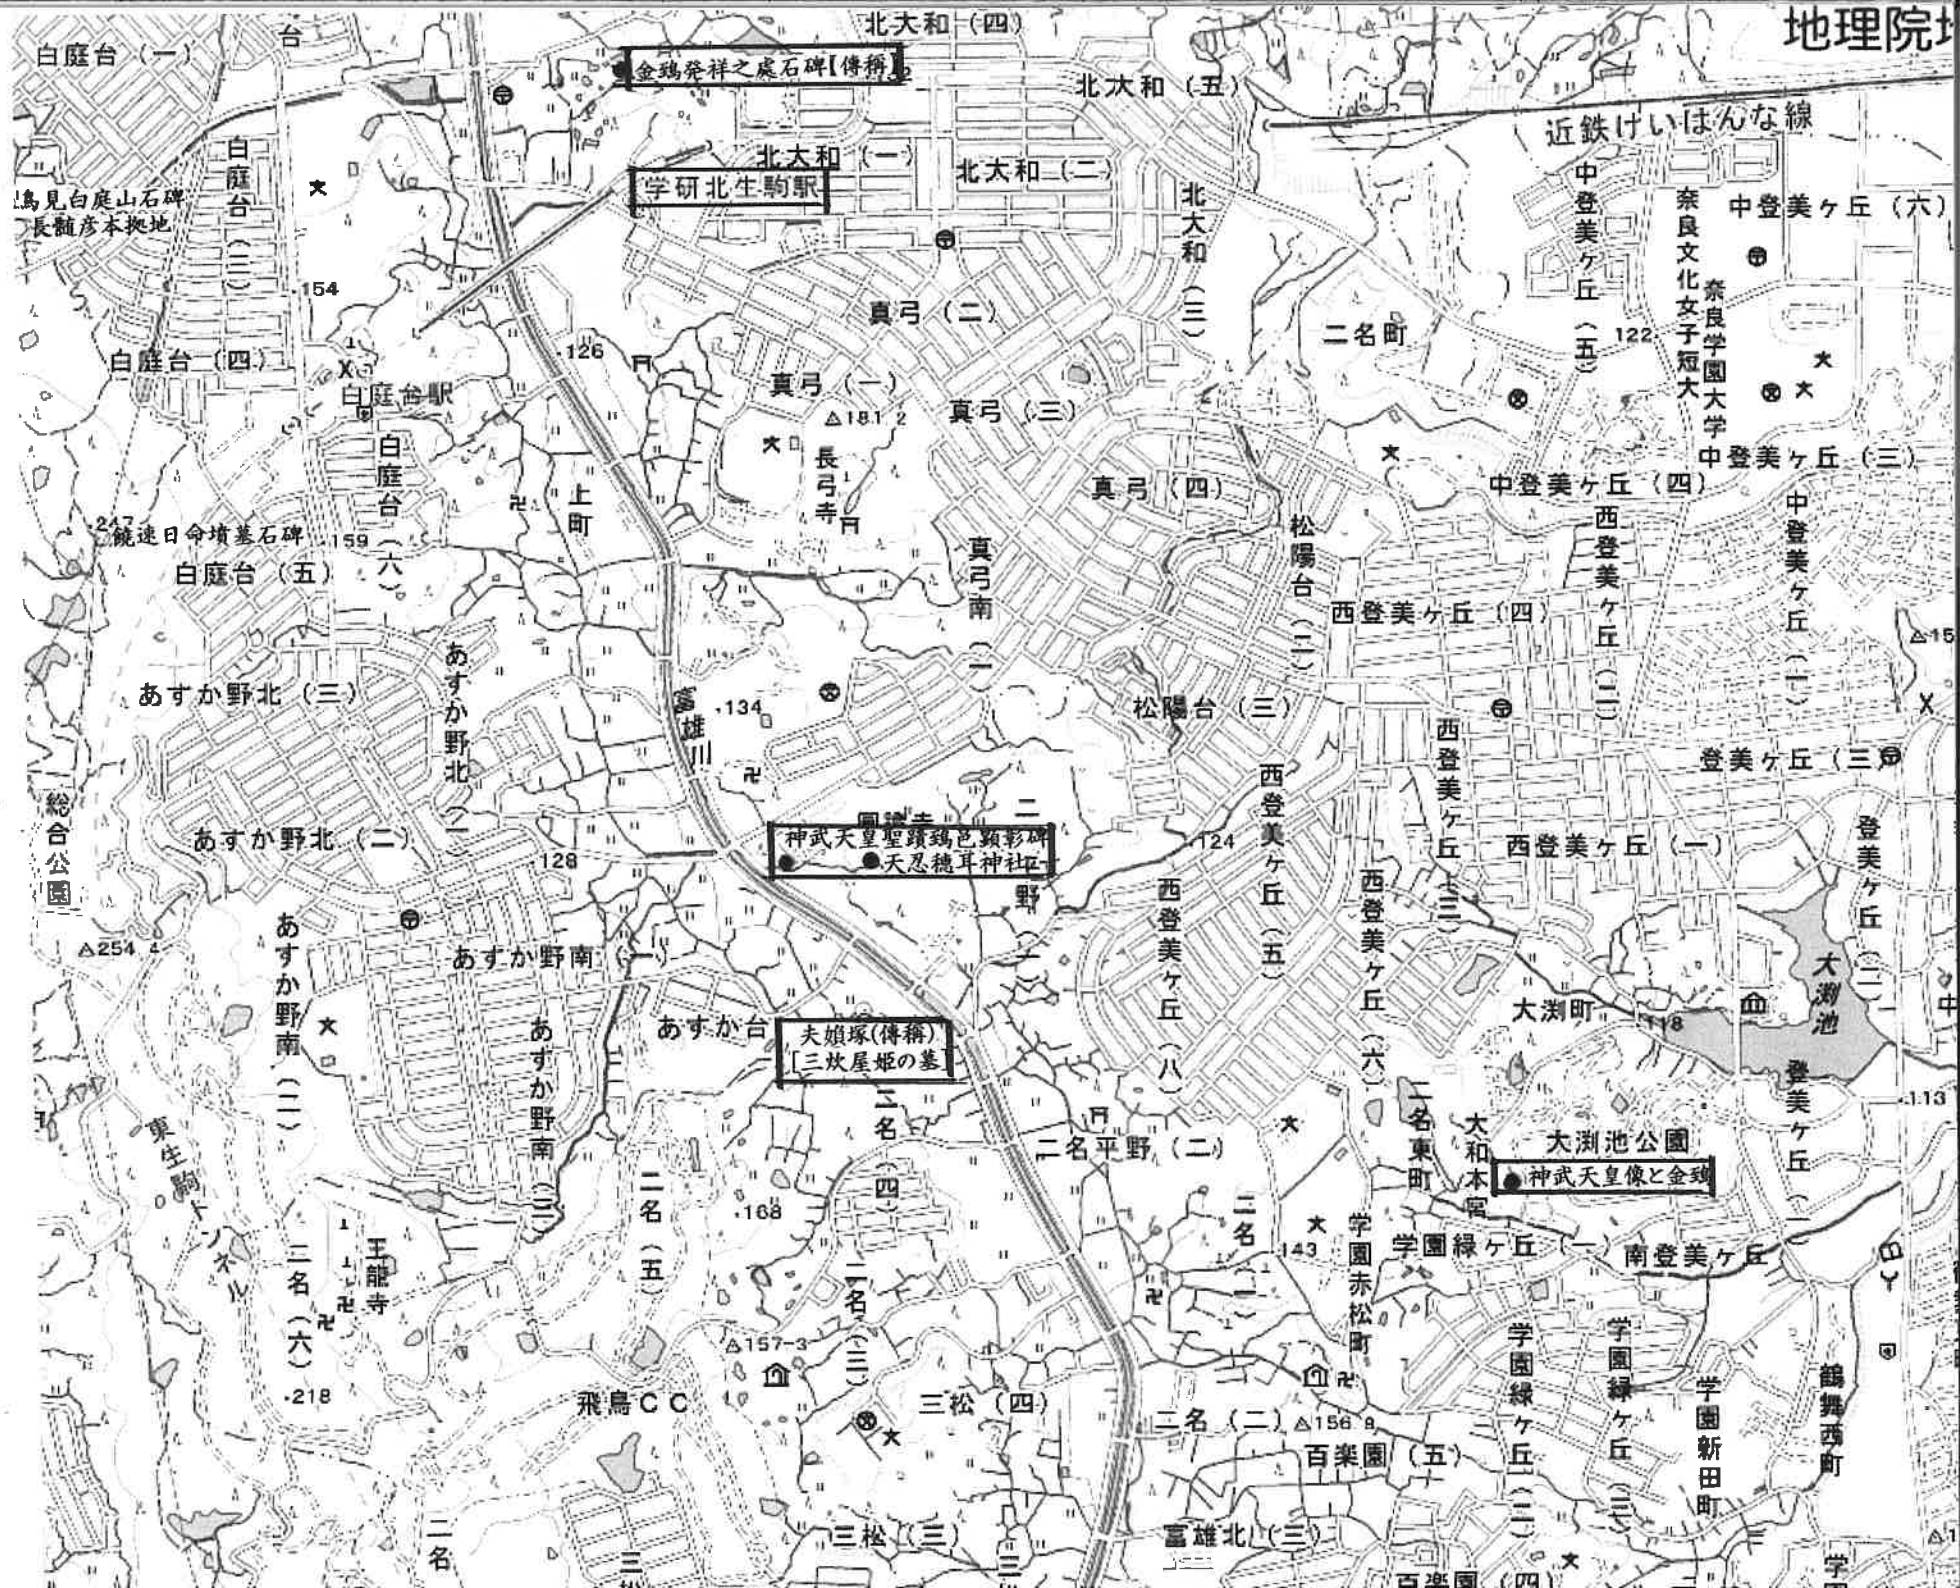 地理院地
白庭台(一)
台
北大和(四)
金鵄発祥之處石碑【傳稱】
北大和(五)
近鉄けいはんな線
白庭台(三)
北大和(一)
北大和(二)
学研北生駒駅
北大和(三)
中登美ヶ丘(五)
奈良文化女子短大
中登美ヶ丘(六)
鳥見白庭山石碑
長髄彦本拠地
154
奈良学園大学
真弓(二)
二名町
122
126
白庭台(四)
白庭台駅
真弓(一)
181.2
真弓(三)
白庭台(六)
長弓寺
上町
真弓(四)
中登美ヶ丘(三)
中登美ヶ丘(四)
247
饒速日命墳墓石碑
159
白庭台(五)
真弓南(一)
松陽台(二)
西登美ヶ丘(二)
中登美ヶ丘(一)
西登美ヶ丘(四)
15
あすか野北(三)
あすか野北(一)
富雄川
134
松陽台(三)
西登美ヶ丘(五)
西登美ヶ丘(三)
登美ヶ丘(三)
総合公園
あすか野北(二)
128
神武天皇聖蹟鵄邑顕彰碑
天忍穂耳神社
124
西登美ヶ丘(一)
登美ヶ丘(二)
254.4
あすか野南(二)
あすか野南(一)
西登美ヶ丘(八)
西登美ヶ丘(六)
大渕池
中
あすか台
夫娘塚(傳稱)
[三炊屋姫の墓]
大渕町
118
あすか野南(三)
二名(四)
二名平野(二)
二名東町
大和本宮
大渕池公園
神武天皇像と金鵄
登美ヶ丘(一)
113
東生駒トンネル
二名(五)
168
二名(一)
143
学園赤松町
学園緑ヶ丘(一)
南登美ヶ丘
二名(六)
王龍寺
二名(三)
157.3
218
飛鳥CC
三松(四)
二名(二)
156.8
百楽園(五)
学園緑ヶ丘(二)
学園緑ヶ丘(三)
学園新田町
鶴舞西町
二名
三松(三)
富雄北(三)
百楽園(四)
学